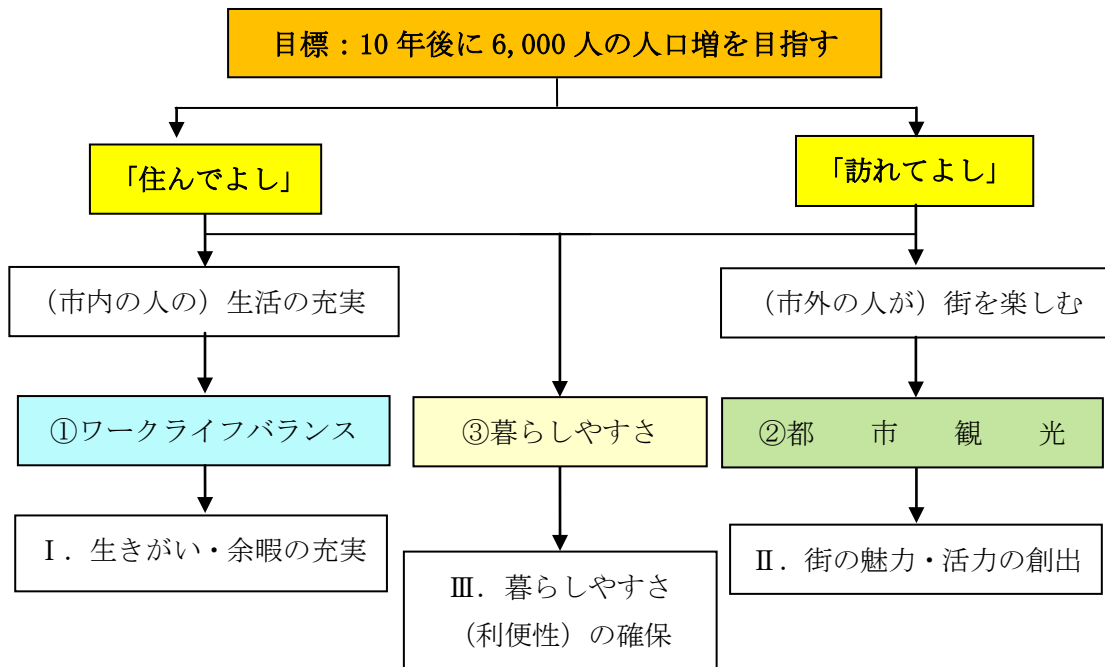 目標：10年後に6,000人の人口増を目指す
「住んでよし」
「訪れてよし」
（市内の人の）生活の充実
（市外の人が）街を楽しむ
①ワークライフバランス
③暮らしやすさ
②都市観光
Ⅰ．生きがい・余暇の充実
Ⅱ．街の魅力・活力の創出
Ⅲ．暮らしやすさ
（利便性）の確保